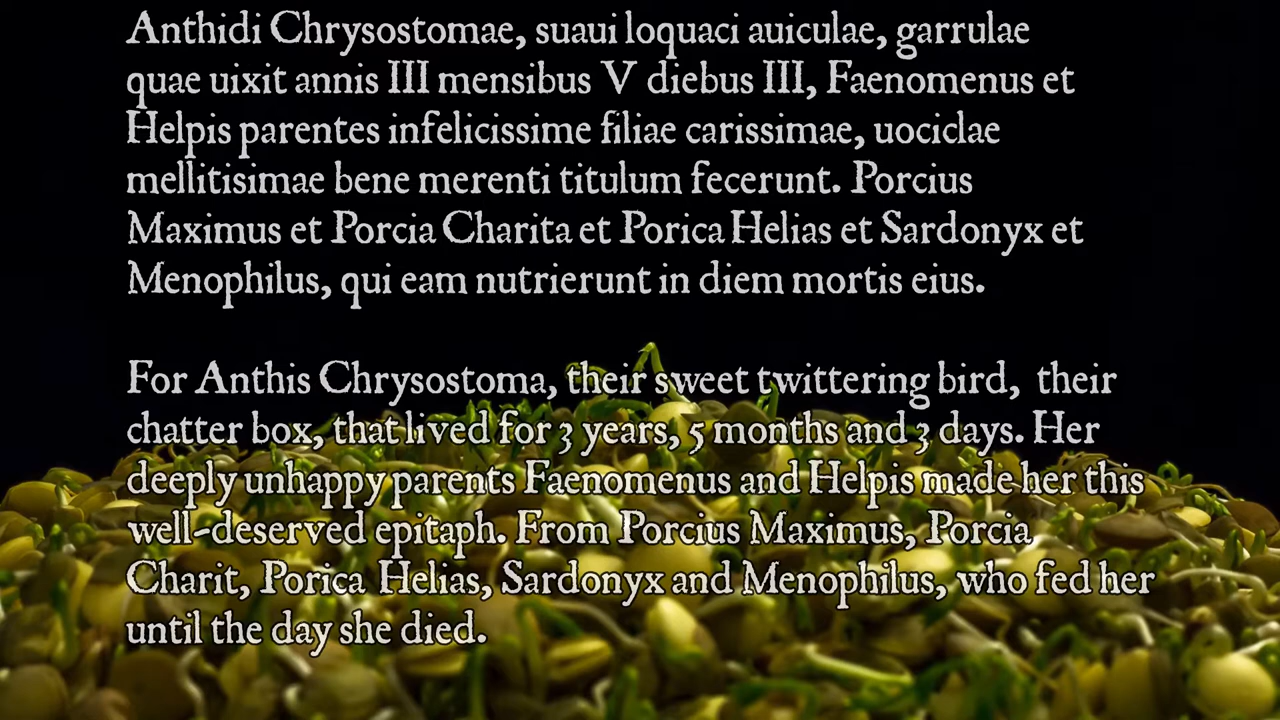 Anthidi Chrysostomae, suaui loquaci auiculae, garrulae
quae uixit annis III mensibus V diebus III, Faenomenus et
Helpis parentes infelicissime filiae carissimae, uociclae
mellitisimae bene merenti titulum fecerunt. Porcius
Maximus et Porcia Charita et Porica Helias et Sardonyx et
Menophilus, qui eam nutrierunt in diem mortis eius.
For Anthis Chrysostoma, their sweet twittering bird, their
chatter box, that lived for 3 years, 5 months and 3 days. Her
deeply unhappy parents Faenomenus and Helpis made her this
well-deserved epitaph. From Porcius Maximus, Porcia
Charit, Porica Helias, Sardonyx and Menophilus, who fed her
until the day she died.